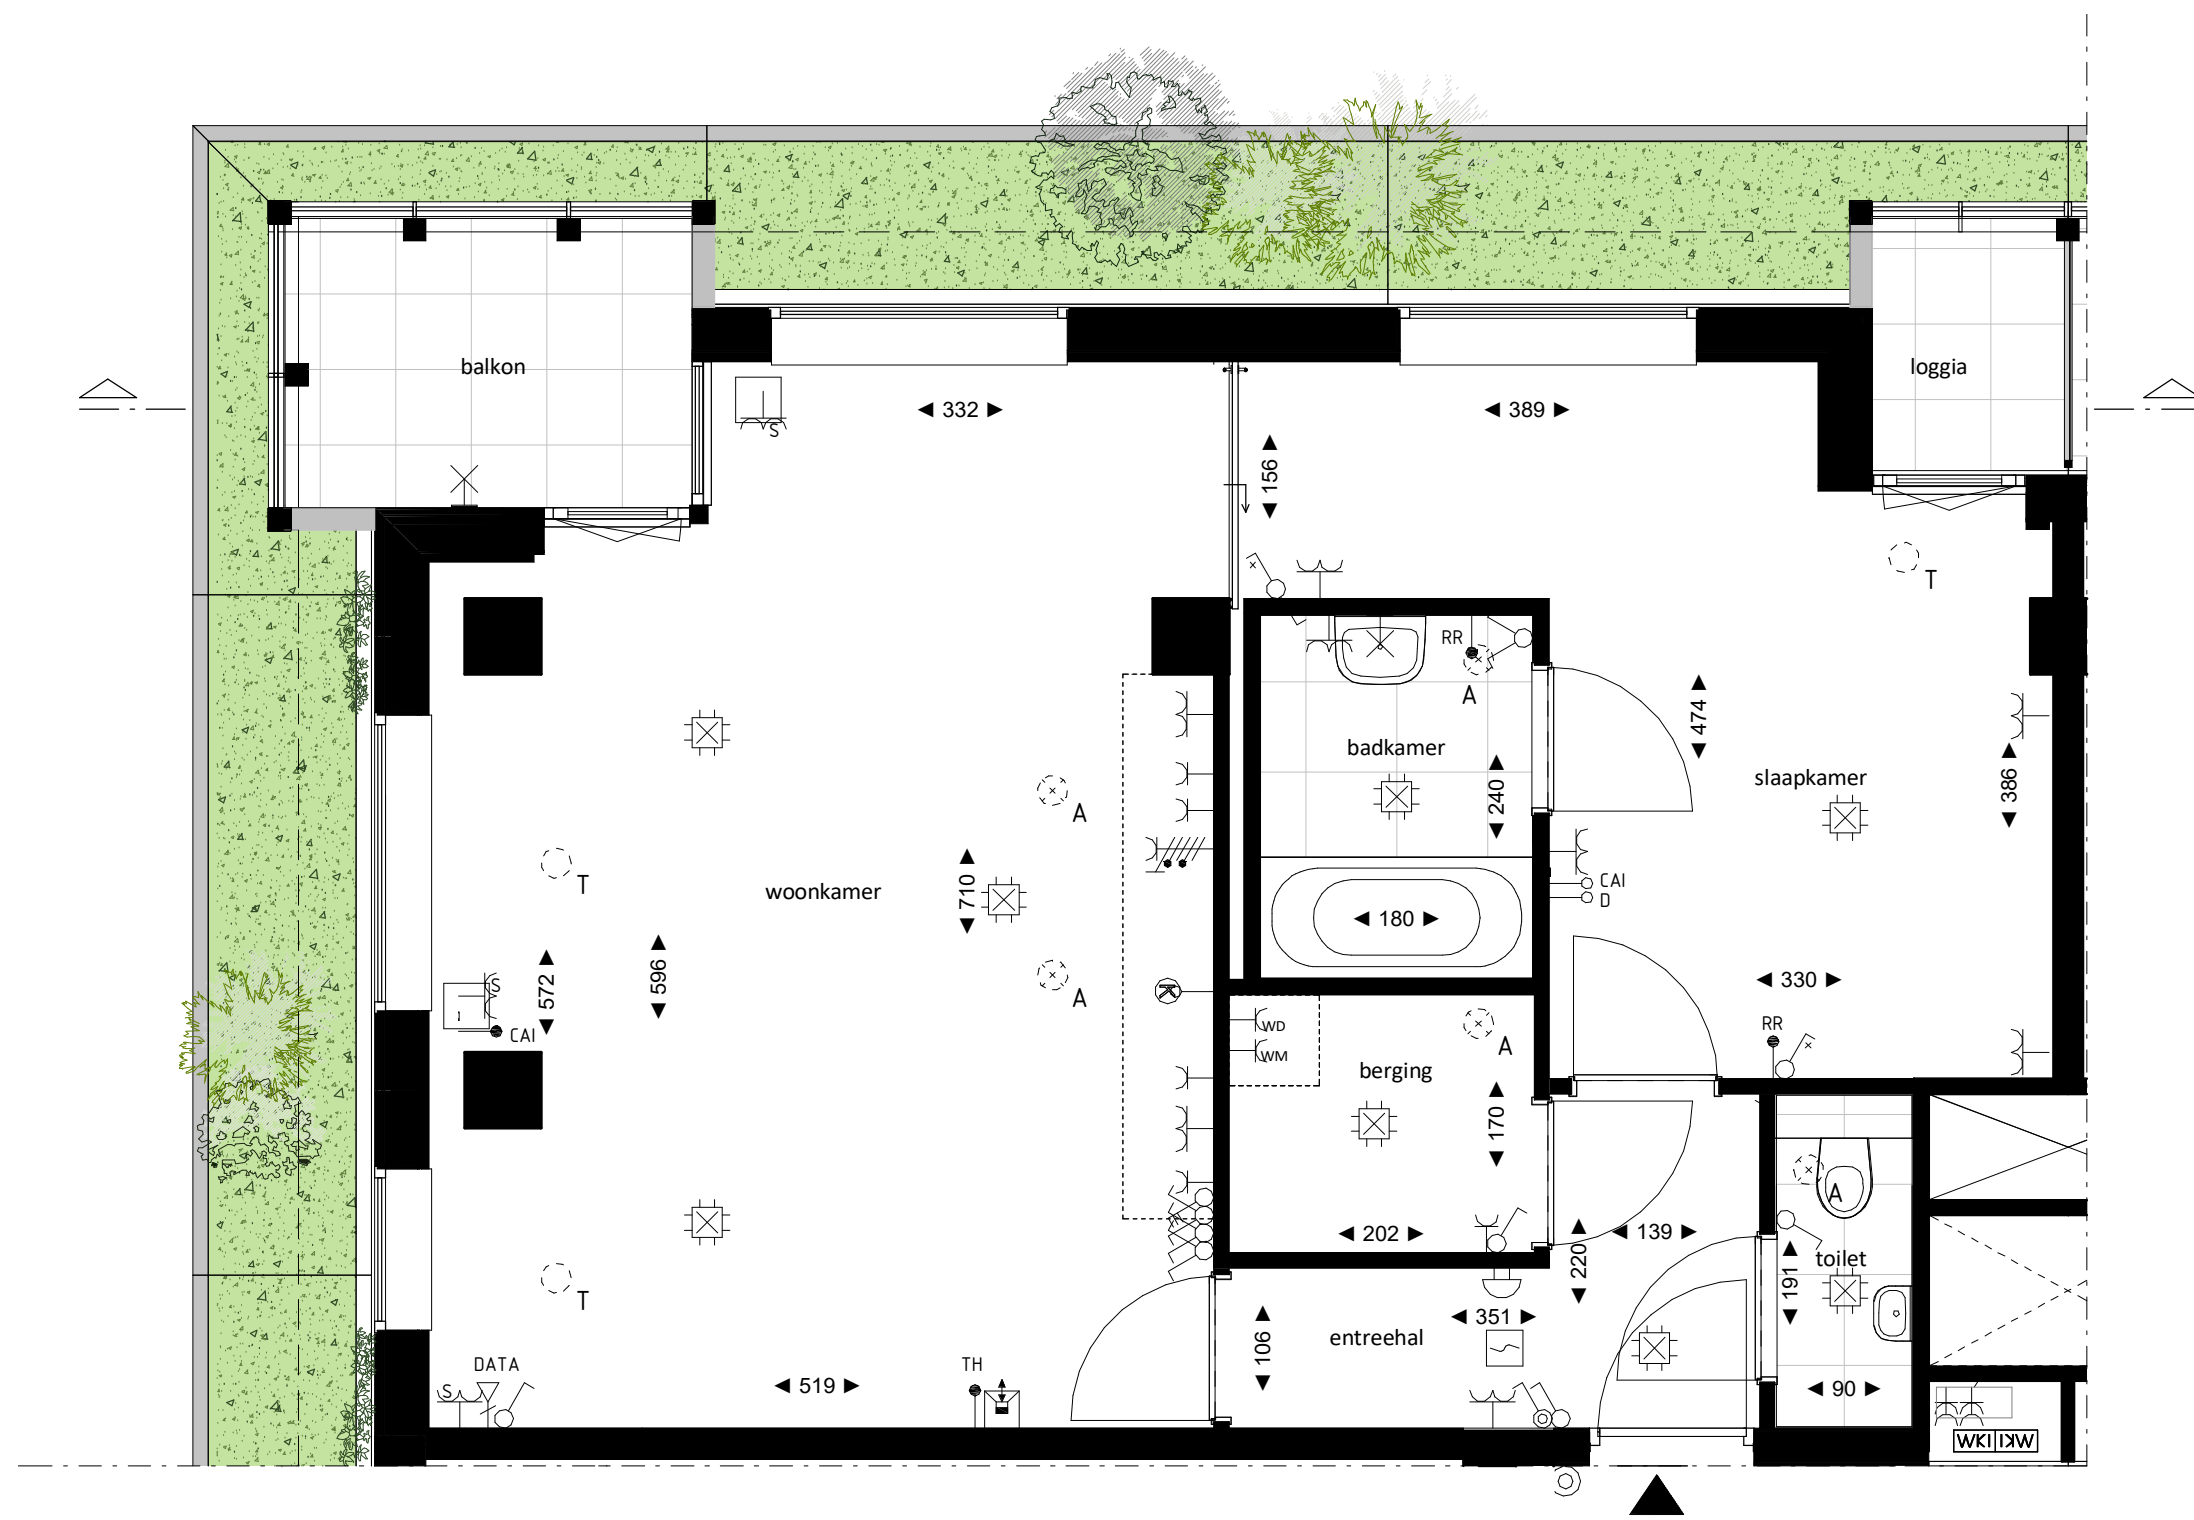 balkon
loggia
◄ 332 ►
◄ 389 ►
S
◄ 156 ►
T
RR
A
◄ 474 ►
badkamer
◄ 240 ►
slaapkamer
◄ 386 ►
A
T
woonkamer
◄ 710 ►
CAI
D
◄ 180 ►
S
◄ 572 ►
◄ 596 ►
A
K
◄ 330 ►
CAI
WD
WM
A
RR
berging
◄ 170 ►
A
◄ 202 ►
◄ 220 ►
◄ 139 ►
toilet
◄ 191 ►
T
◄ 106 ►
◄ 351 ►
entreehal
DATA
S
TH
◄ 519 ►
◄ 90 ►
WKI
WKI